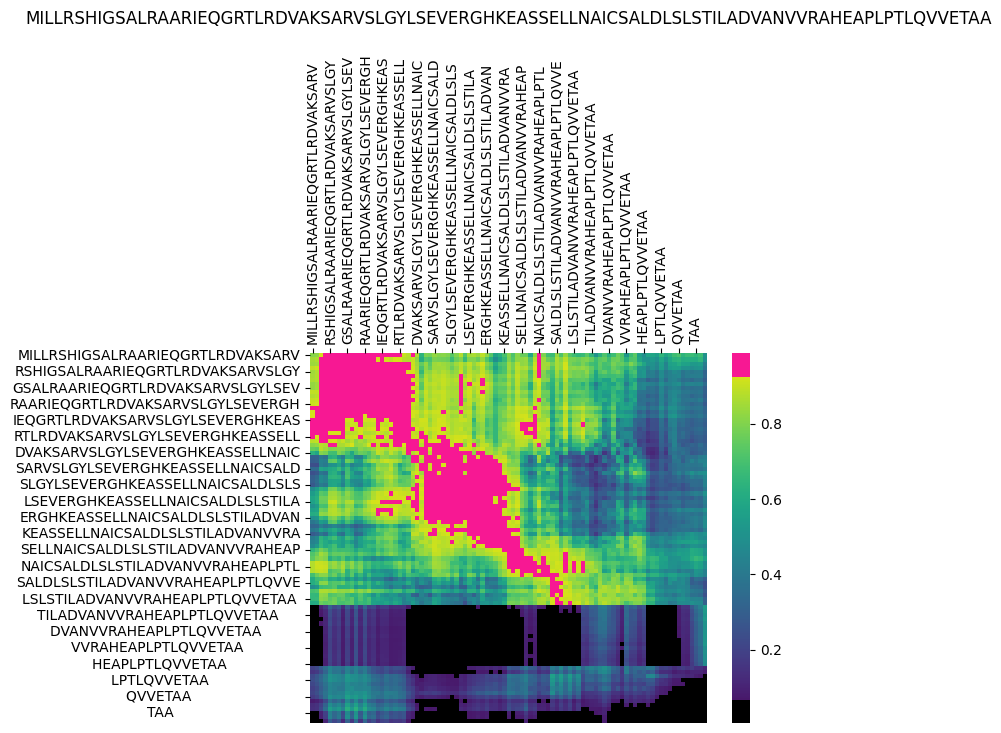 MILLRSHIGSALRAARIEQGRTLRDVAKSARVSLGYLSEVERGHKEASSELLNAICSALDLSLSTILADVANVVRAHEAPLPTLQVVETAA
MILLRSHIGSALRAARIEQGRTLRDVAKSARV
RSHIGSALRAARIEQGRTLRDVAKSARVSLGY
GSALRAARIEQGRTLRDVAKSARVSLGYLSEV
RAARIEQGRTLRDVAKSARVSLGYLSEVERGH
IEQGRTLRDVAKSARVSLGYLSEVERGHKEAS
RTLRDVAKSARVSLGYLSEVERGHKEASSELL
DVAKSARVSLGYLSEVERGHKEASSELLNAIC
SARVSLGYLSEVERGHKEASSELLNAICSALD
SLGYLSEVERGHKEASSELLNAICSALDLSLS
LSEVERGHKEASSELLNAICSALDLSLSTILA
ERGHKEASSELLNAICSALDLSLSTILADVAN
KEASSELLNAICSALDLSLSTILADVANVVRA
SELLNAICSALDLSLSTILADVANVVRAHEAP
NAICSALDLSLSTILADVANVVRAHEAPLPTL
SALDLSLSTILADVANVVRAHEAPLPTLQVVE
LSLSTILADVANVVRAHEAPLPTLQVVETAA
TILADVANVVRAHEAPLPTLQVVETAA
DVANVVRAHEAPLPTLQVVETAA
VVRAHEAPLPTLQVVETAA
HEAPLPTLQVVETAA
LPTLQVVETAA
QVVETAA
TAA
MILLRSHIGSALRAARIEQGRTLRDVAKSARV
RSHIGSALRAARIEQGRTLRDVAKSARVSLGY
GSALRAARIEQGRTLRDVAKSARVSLGYLSEV
RAARIEQGRTLRDVAKSARVSLGYLSEVERGH
IEQGRTLRDVAKSARVSLGYLSEVERGHKEAS
RTLRDVAKSARVSLGYLSEVERGHKEASSELL
DVAKSARVSLGYLSEVERGHKEASSELLNAIC
SARVSLGYLSEVERGHKEASSELLNAICSALD
SLGYLSEVERGHKEASSELLNAICSALDLSLS
LSEVERGHKEASSELLNAICSALDLSLSTILA
ERGHKEASSELLNAICSALDLSLSTILADVAN
KEASSELLNAICSALDLSLSTILADVANVVRA
SELLNAICSALDLSLSTILADVANVVRAHEAP
NAICSALDLSLSTILADVANVVRAHEAPLPTL
SALDLSLSTILADVANVVRAHEAPLPTLQVVE
LSLSTILADVANVVRAHEAPLPTLQVVETAA
TILADVANVVRAHEAPLPTLQVVETAA
DVANVVRAHEAPLPTLQVVETAA
VVRAHEAPLPTLQVVETAA
HEAPLPTLQVVETAA
LPTLQVVETAA
QVVETAA
TAA
0.8
0.6
0.4
0.2